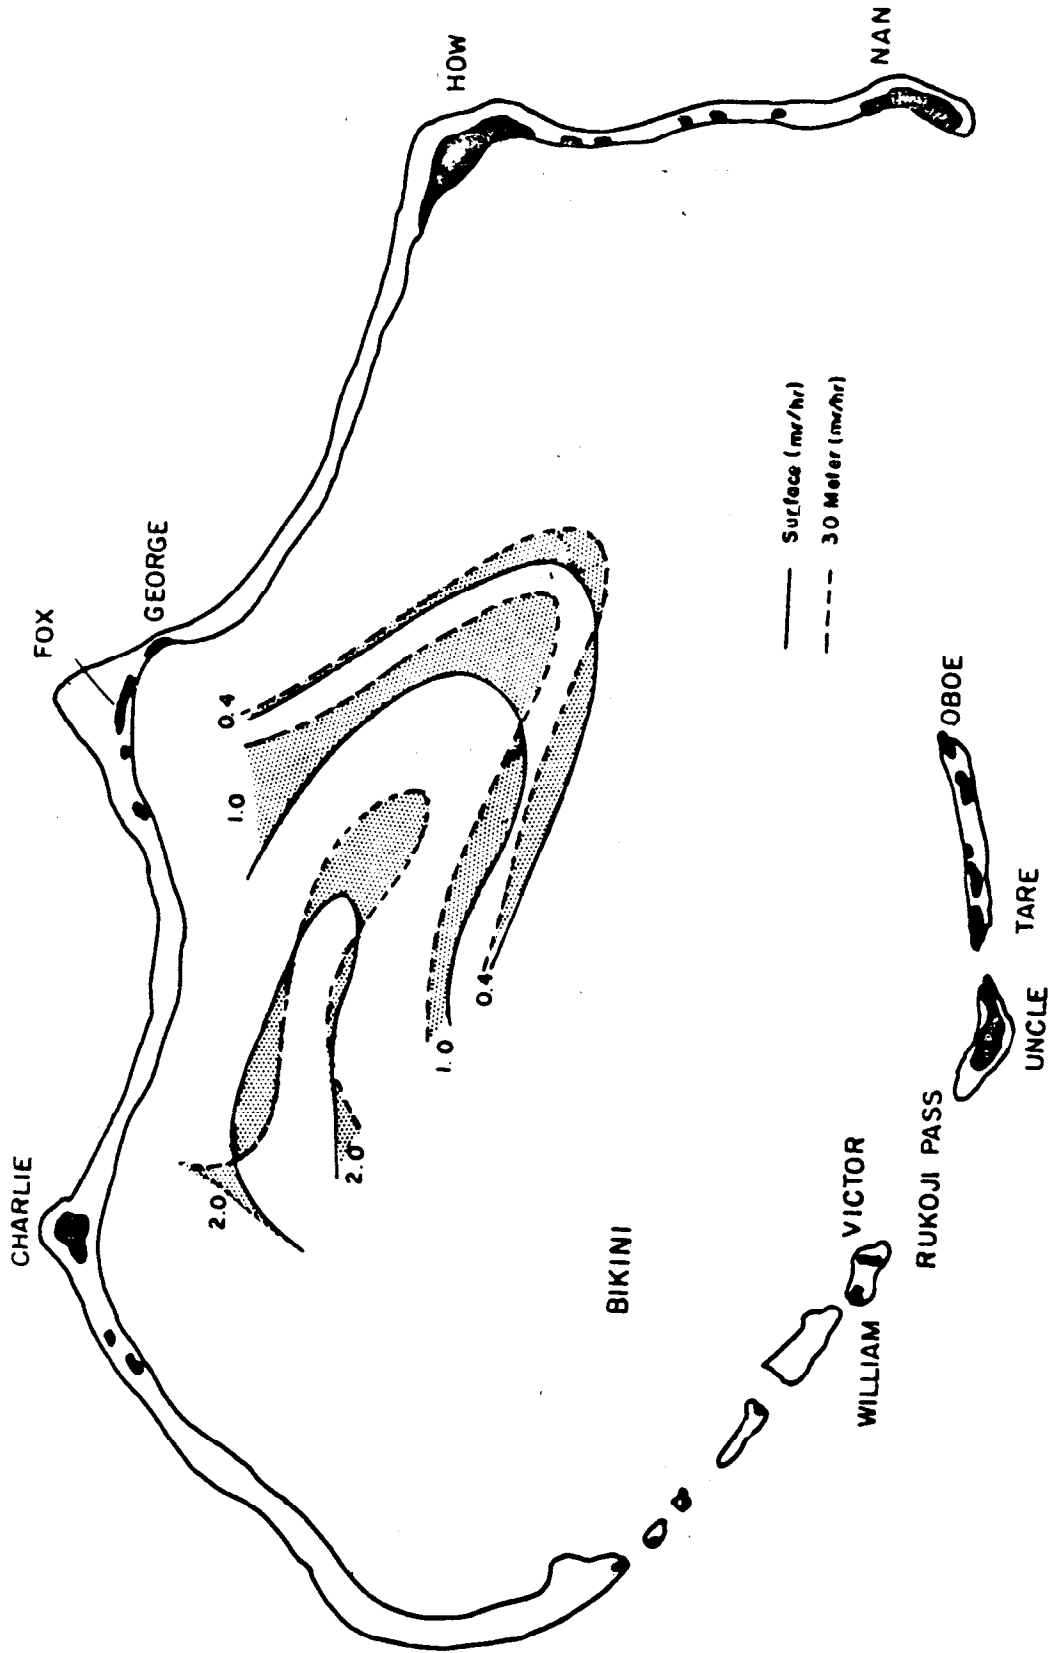 CHARLIE
FOX
GEORGE
HOW
NAN
0.4
1.0
2.0
2.0
1.0
0.4
Surface (mr/hr)
30 Meter (mr/hr)
BIKINI
OBOE
TARE
UNCLE
RUKOJI PASS
VICTOR
WILLIAM